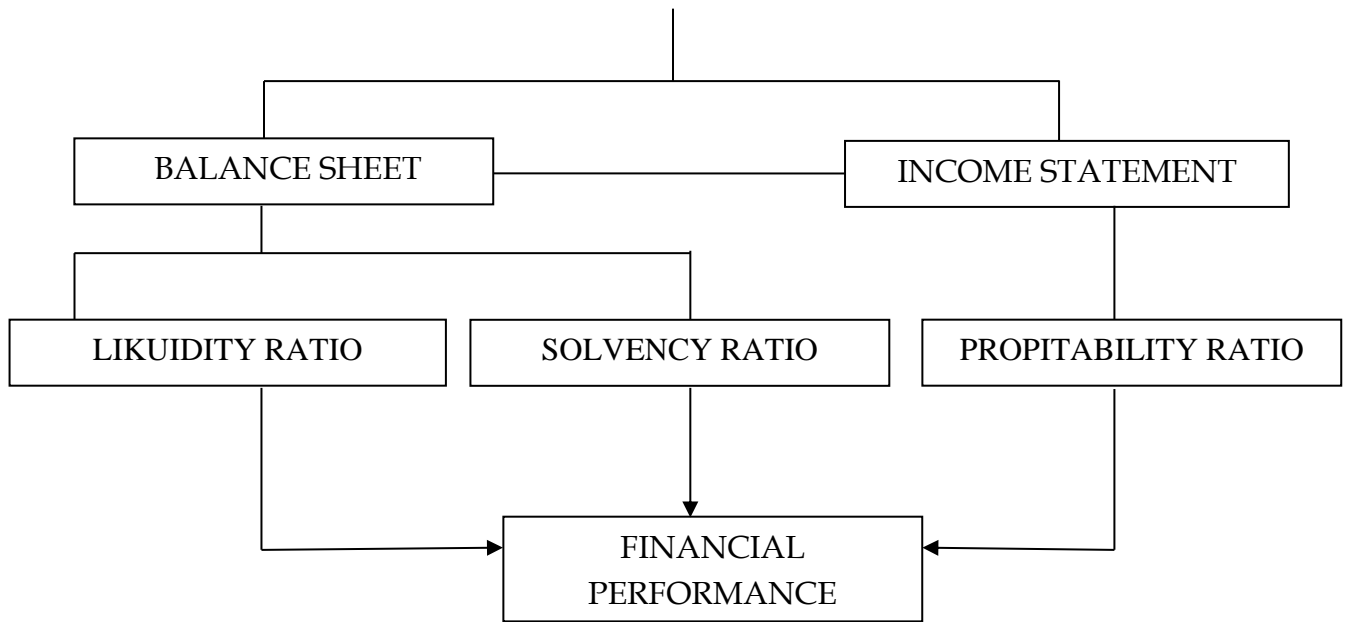 BALANCE SHEET
INCOME STATEMENT
LIKUIDITY RATIO
SOLVENCY RATIO
PROPITABILITY RATIO
FINANCIAL
PERFORMANCE